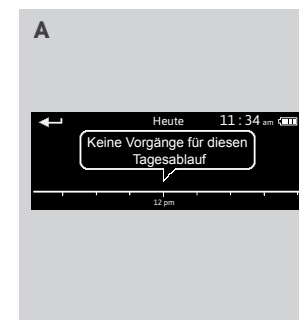 A
Heute 11:34 am
Keine Vorgänge für diesen
Tagesablauf
12 pm